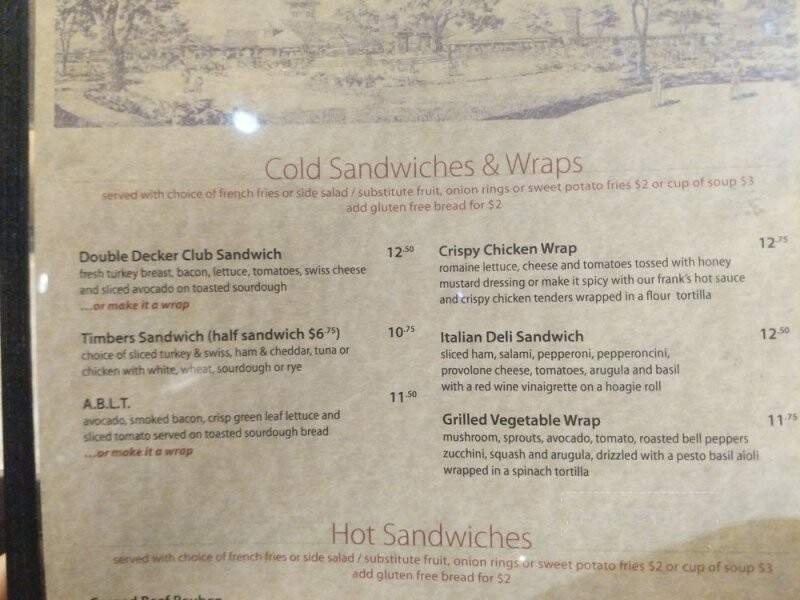 Cold Sandwiches & Wraps
served with choice of french fries or side salad / substitute fruit, onion rings or sweet potato fries $2 or cup of soup $3
add gluten free bread for $2
Double Decker Club Sandwich 12.50
fresh turkey breast, bacon, lettuce, tomatoes, swiss cheese
and sliced avocado on toasted sourdough
...or make it a wrap
Timbers Sandwich (half sandwich $6.75) 10.75
choice of sliced turkey & swiss, ham & cheddar, tuna or
chicken with white, wheat, sourdough or rye
A.B.L.T. 11.50
avocado, smoked bacon, crisp green leaf lettuce and
sliced tomato served on toasted sourdough bread
...or make it a wrap
Crispy Chicken Wrap 12.75
romaine lettuce, cheese and tomatoes tossed with honey
mustard dressing or make it spicy with our frank's hot sauce
and crispy chicken tenders wrapped in a flour tortilla
Italian Deli Sandwich 12.50
sliced ham, salami, pepperoni, pepperoncini,
provolone cheese, tomatoes, arugula and basil
with a red wine vinaigrette on a hoagie roll
Grilled Vegetable Wrap 11.75
mushroom, sprouts, avocado, tomato, roasted bell peppers
zucchini, squash and arugula, drizzled with a pesto basil aioli
wrapped in a spinach tortilla
Hot Sandwiches
served with choice of french fries or side salad / substitute fruit, onion rings or sweet potato fries $2 or cup of soup $3
add gluten free bread for $2
Beef Reuben